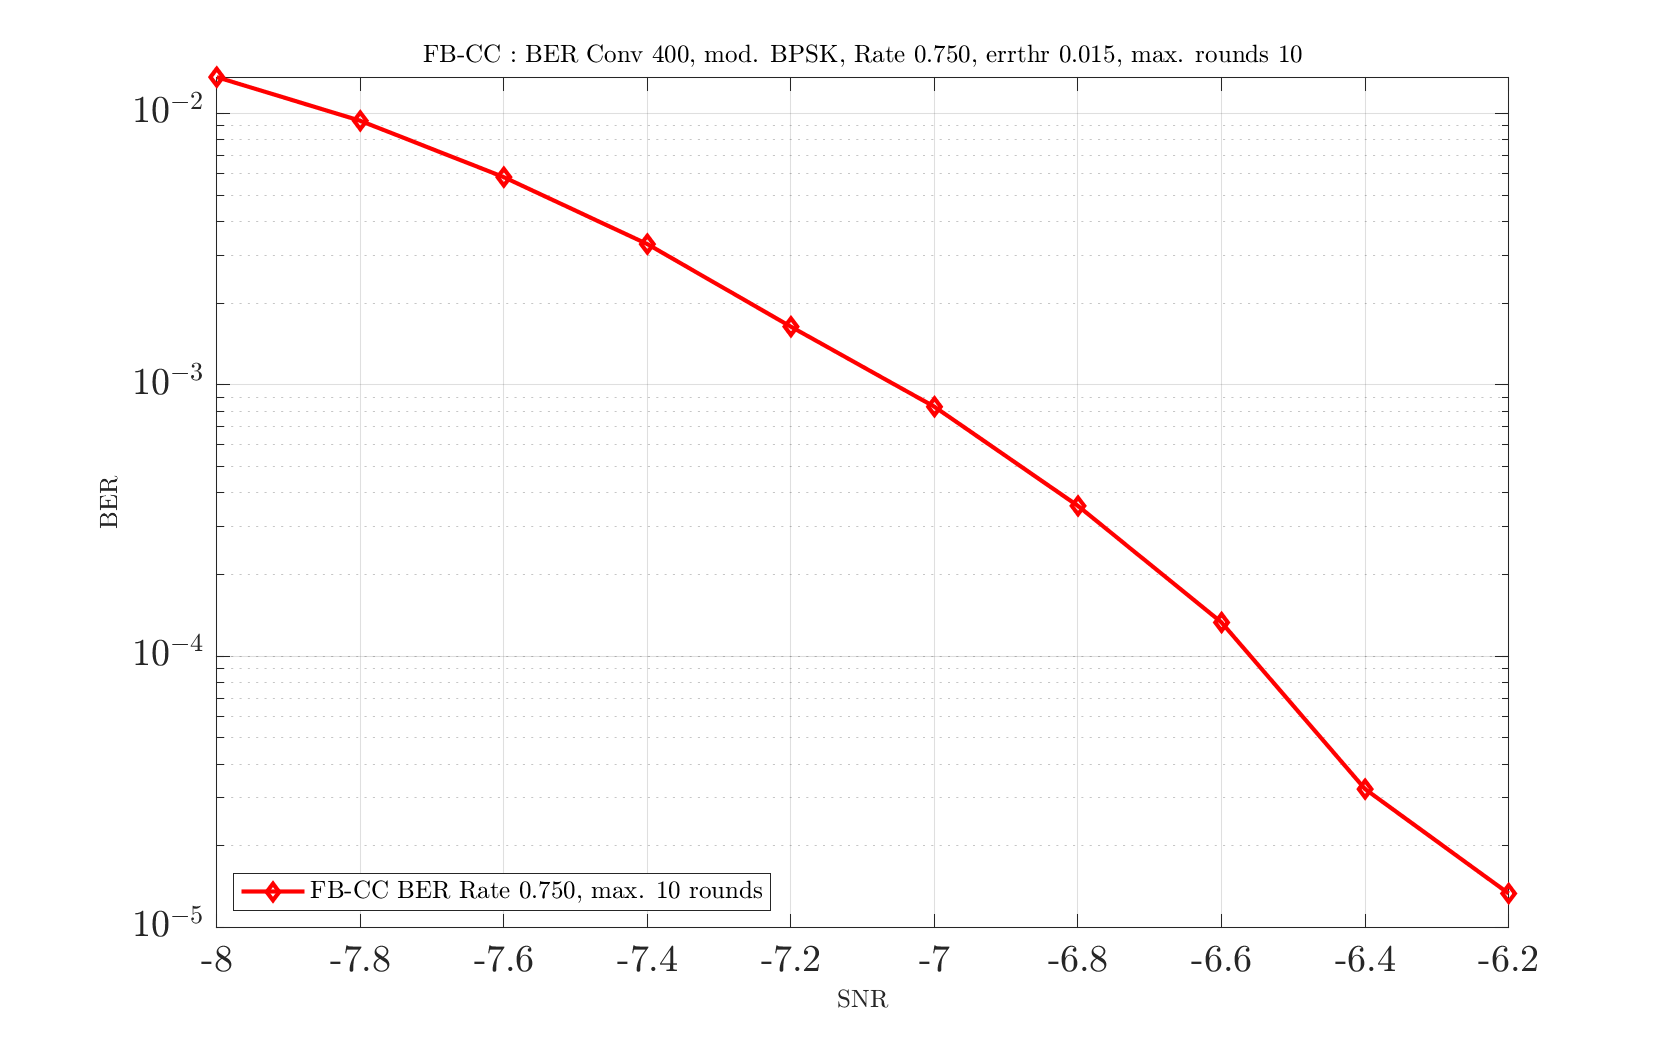 FB-CC : BER Conv 400, mod. BPSK, Rate 0.750, errthr 0.015, max. rounds 10
10^{-2}
10^{-3}
10^{-4}
10^{-5}
BER
FB-CC BER Rate 0.750, max. 10 rounds
-8 -7.8 -7.6 -7.4 -7.2 -7 -6.8 -6.6 -6.4 -6.2
SNR